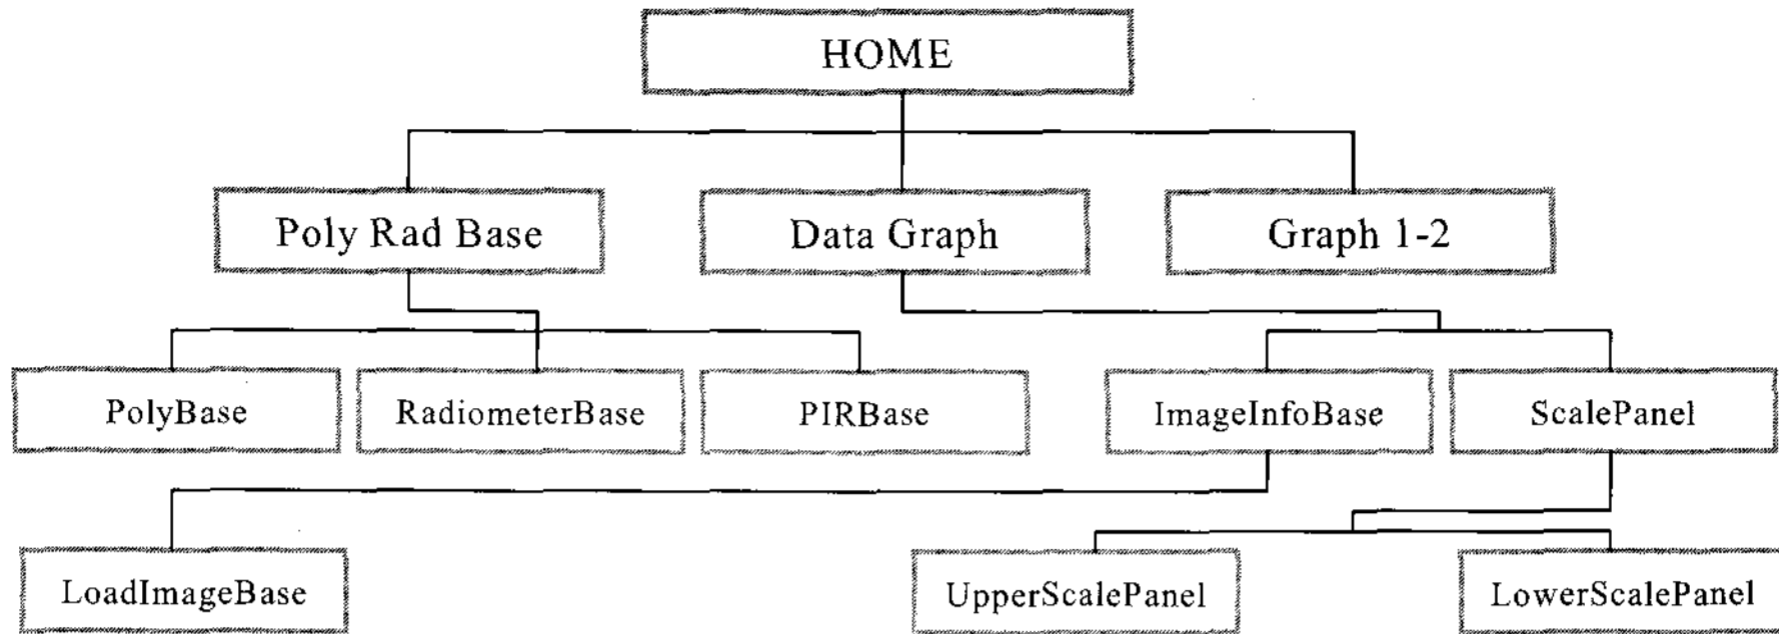 HOME
Poly Rad Base
Data Graph
Graph 1-2
PolyBase
RadiometerBase
PIRBase
ImageInfoBase
ScalePanel
LoadImageBase
UpperScalePanel
LowerScalePanel